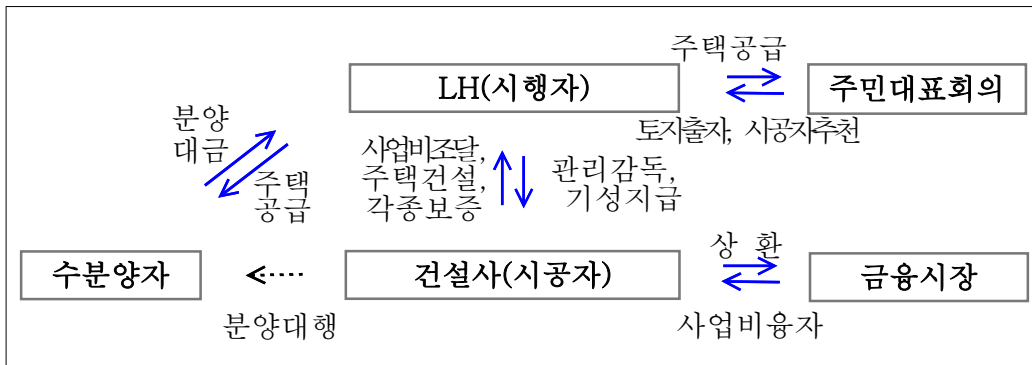 주택공급
LH(시행자)
주민대표회의
토지출자, 시공자추천
분양
대금
주택
공급
사업비조달,
주택건설,
각종보증
관리감독,
기성지급
수분양자
건설사(시공자)
상 환
금융시장
분양대행
사업비융자